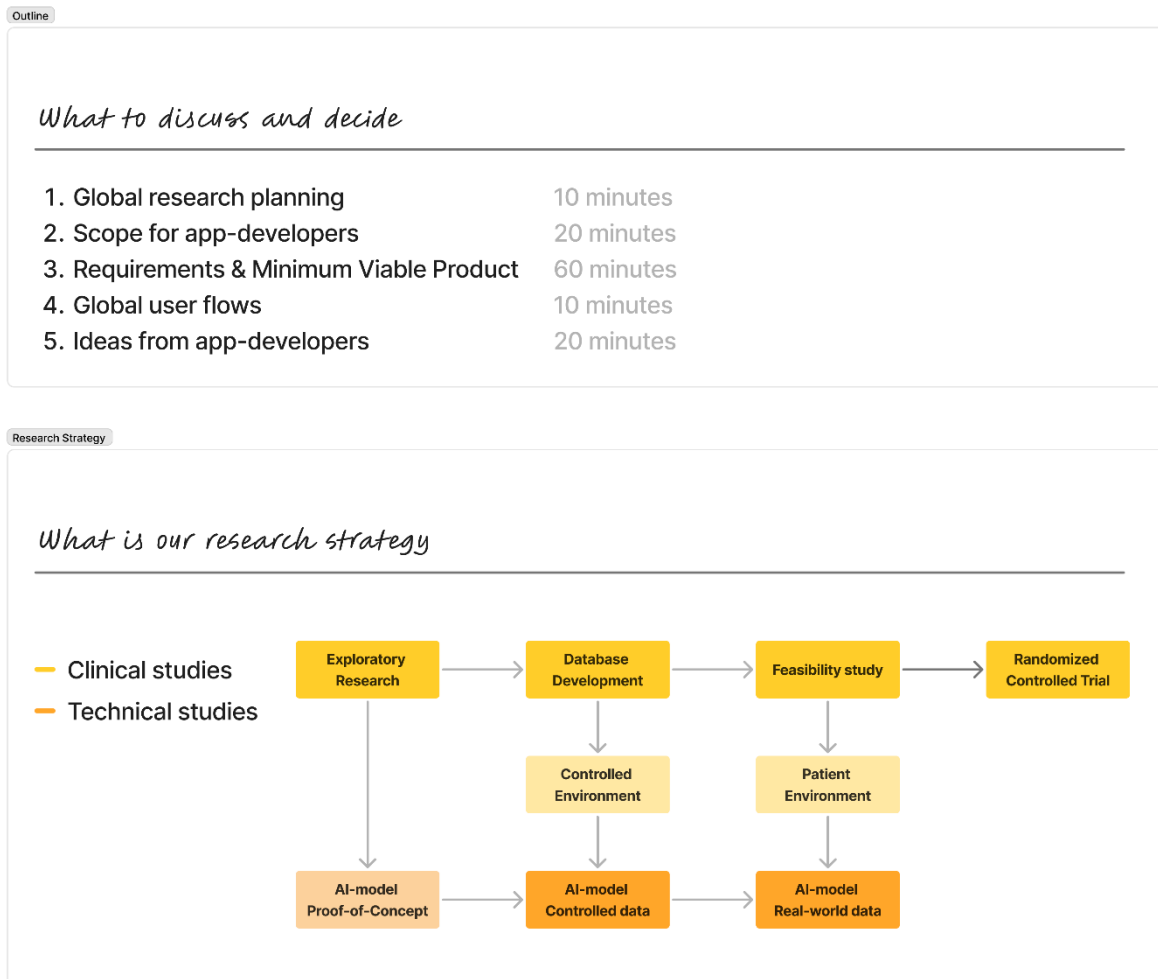 Outline
What to discuss and decide
1. Global research planning 10 minutes
2. Scope for app-developers 20 minutes
3. Requirements & Minimum Viable Product 60 minutes
4. Global user flows 10 minutes
5. Ideas from app-developers 20 minutes
Research Strategy
What is our research strategy
Clinical studies
Technical studies
Exploratory
Research
Database
Development
Feasibility study
Randomized
Controlled Trial
Controlled
Environment
Patient
Environment
AI-model
Proof-of-Concept
AI-model
Controlled data
AI-model
Real-world data